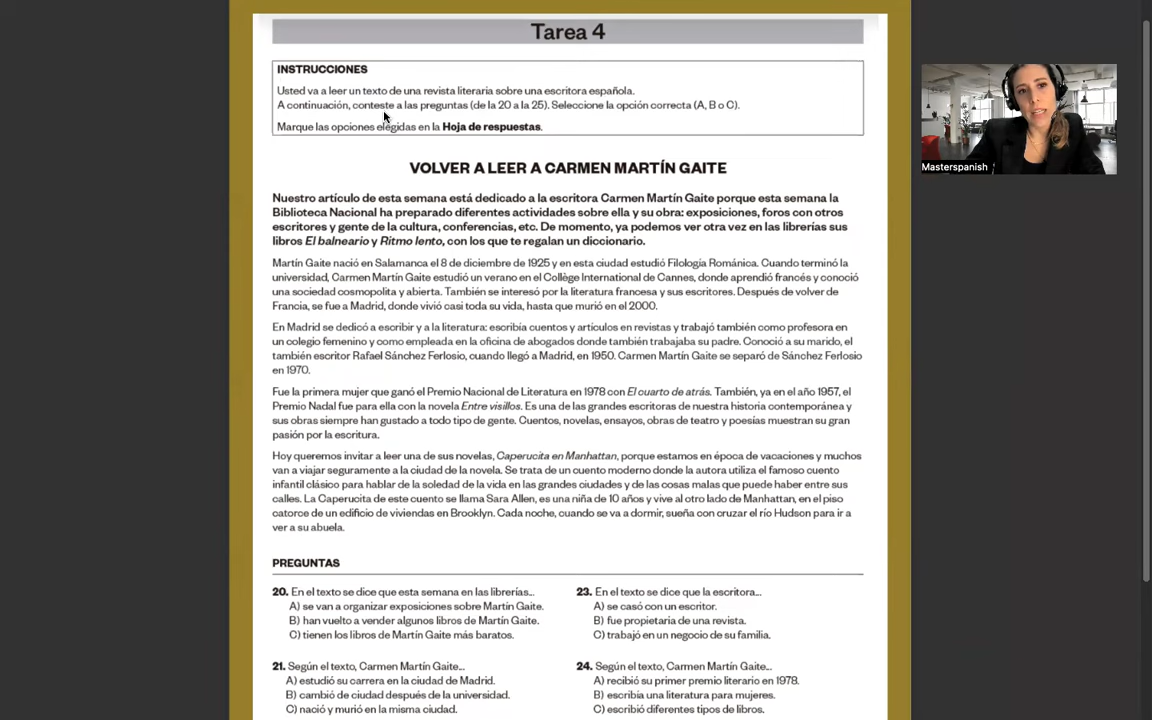 Tarea 4
INSTRUCCIONES
Usted va a leer un texto de una revista literaria sobre una escritora española.
A continuación, conteste a las preguntas (de la 20 a la 25). Seleccione la opción correcta (A, B o C).
Marque las opciones elegidas en la Hoja de respuestas.
VOLVER A LEER A CARMEN MARTÍN GAITE
Nuestro artículo de esta semana está dedicado a la escritora Carmen Martín Gaite porque esta semana la
Biblioteca Nacional ha preparado diferentes actividades sobre ella y su obra: exposiciones, foros con otros
escritores y gente de la cultura, conferencias, etc. De momento, ya podemos ver otra vez en las librerías sus
libros El balneario y Ritmo lento, con los que te regalan un diccionario.
Martín Gaite nació en Salamanca el 8 de diciembre de 1925 y en esta ciudad estudió Filología Románica. Cuando terminó la
universidad, Carmen Martín Gaite estudió un verano en el Collège International de Cannes, donde aprendió francés y conoció
una sociedad cosmopolita y abierta. También se interesó por la literatura francesa y sus escritores. Después de volver de
Francia, se fue a Madrid, donde vivió casi toda su vida, hasta que murió en el 2000.
En Madrid se dedicó a escribir y a la literatura: escribía cuentos y artículos en revistas y trabajó también como profesora en
un colegio femenino y como empleada en la oficina de abogados donde también trabajaba su padre. Conoció a su marido, el
también escritor Rafael Sánchez Ferlosio, cuando llegó a Madrid, en 1950. Carmen Martín Gaite se separó de Sánchez Ferlosio
en 1970.
Fue la primera mujer que ganó el Premio Nacional de Literatura en 1978 con El cuarto de atrás. También, ya en el año 1957, el
Premio Nadal fue para ella con la novela Entre visillos. Es una de las grandes escritoras de nuestra historia contemporánea y
sus obras siempre han gustado a todo tipo de gente. Cuentos, novelas, ensayos, obras de teatro y poesías muestran su gran
pasión por la escritura.
Hoy queremos invitar a leer una de sus novelas, Caperucita en Manhattan, porque estamos en época de vacaciones y muchos
van a viajar seguramente a la ciudad de la novela. Se trata de un cuento moderno donde la autora utiliza el famoso cuento
infantil clásico para hablar de la soledad de la vida en las grandes ciudades y de las cosas malas que puede haber entre sus
calles. La Caperucita de este cuento se llama Sara Allen, es una niña de 10 años y vive al otro lado de Manhattan, en el piso
catorce de un edificio de viviendas en Brooklyn. Cada noche, cuando se va a dormir, sueña con cruzar el río Hudson para ir a
ver a su abuela.
PREGUNTAS
20. En el texto se dice que esta semana en las librerías...
A) se van a organizar exposiciones sobre Martín Gaite.
B) han vuelto a vender algunos libros de Martín Gaite.
C) tienen los libros de Martín Gaite más baratos.
21. Según el texto, Carmen Martín Gaite...
A) estudió su carrera en la ciudad de Madrid.
B) cambió de ciudad después de la universidad.
C) nació y murió en la misma ciudad.
23. En el texto se dice que la escritora...
A) se casó con un escritor.
B) fue propietaria de una revista.
C) trabajó en un negocio de su familia.
24. Según el texto, Carmen Martín Gaite...
A) recibió su primer premio literario en 1978.
B) escribía una literatura para mujeres.
C) escribió diferentes tipos de libros.
Masterspanish